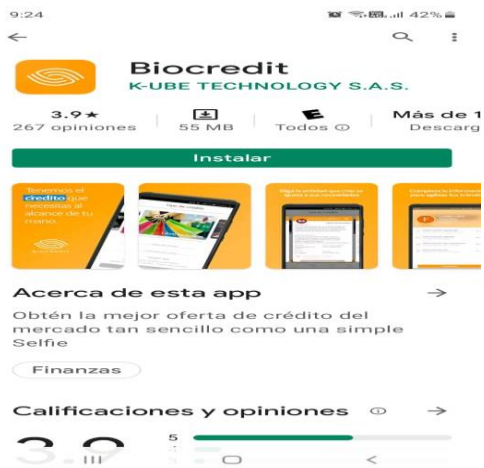 9:24
42%
Biocredit
K-UBE TECHNOLOGY S.A.S.
3.9★
267 opiniones
55 MB
E
Todos
Más de 1
Descarg
Instalar
Tenemos el
crédito que
necesitas al
alcance de tu
mano.
Acerca de esta app
Obtén la mejor oferta de crédito del
mercado tan sencillo como una simple
Selfie
Finanzas
Calificaciones y opiniones
3.9
5